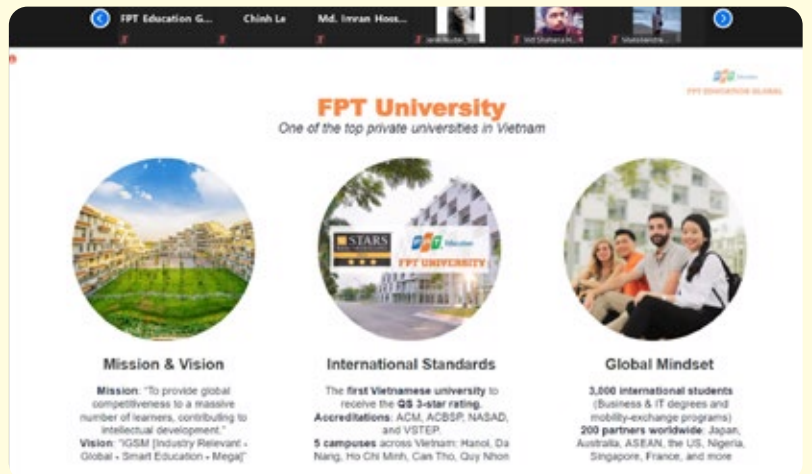 FPT Education G...
Chinh Le
Md. Imran Hoss...
FPT Education
FPT EDUCATION GLOBAL
FPT University
One of the top private universities in Vietnam
STARS
FPT Education
FPT UNIVERSITY
Mission & Vision
Mission: "To provide global
competitiveness to a massive
number of learners, contributing to
intellectual development."
Vision: "IGSM [Industry Relevant -
Global - Smart Education - Mega]"
International Standards
The first Vietnamese university to
receive the QS 3-star rating.
Accreditations: ACM, ACBSP, NASAD,
and VSTEP.
5 campuses across Vietnam: Hanoi, Da
Nang, Ho Chi Minh, Can Tho, Quy Nhon
Global Mindset
3,000 international students
(Business & IT degrees and
mobility-exchange programs)
200 partners worldwide: Japan,
Australia, ASEAN, the US, Nigeria,
Singapore, France, and more